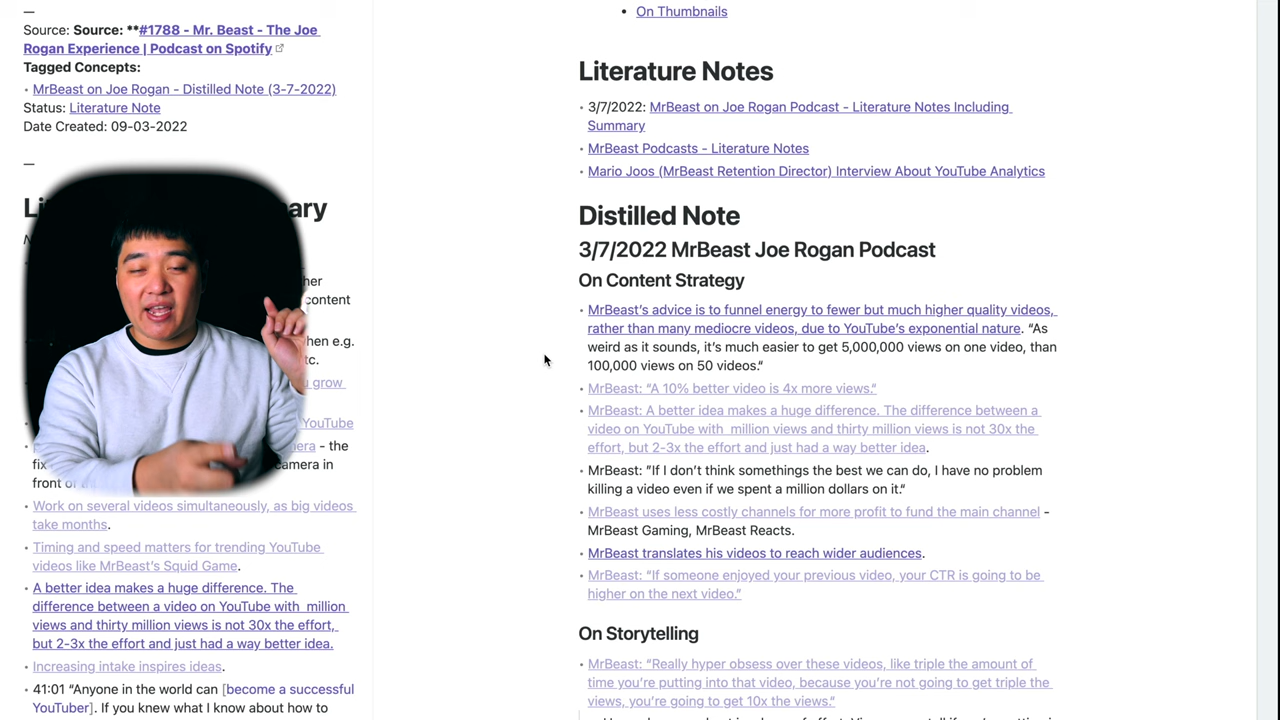 —
Source: Source: **#1788 - Mr. Beast - The Joe
Rogan Experience | Podcast on Spotify
Tagged Concepts:
• MrBeast on Joe Rogan - Distilled Note (3-7-2022)
Status: Literature Note
Date Created: 09-03-2022
—
content
hen e.g.
grow
YouTube
- the
fix
camera in
front
• Work on several videos simultaneously, as big videos
take months.
• Timing and speed matters for trending YouTube
videos like MrBeast's Squid Game.
• A better idea makes a huge difference. The
difference between a video on YouTube with  million
views and thirty million views is not 30x the effort,
but 2-3x the effort and just had a way better idea.
• Increasing intake inspires ideas.
• 41:01 “Anyone in the world can [become a successful
YouTuber]. If you knew what I know about how to
• On Thumbnails
Literature Notes
• 3/7/2022: MrBeast on Joe Rogan Podcast - Literature Notes Including
Summary
• MrBeast Podcasts - Literature Notes
• Mario Joos (MrBeast Retention Director) Interview About YouTube Analytics
Distilled Note
3/7/2022 MrBeast Joe Rogan Podcast
On Content Strategy
• MrBeast’s advice is to funnel energy to fewer but much higher quality videos,
rather than many mediocre videos, due to YouTube’s exponential nature. “As
weird as it sounds, it’s much easier to get 5,000,000 views on one video, than
100,000 views on 50 videos.“
• MrBeast: “A 10% better video is 4x more views.”
• MrBeast: A better idea makes a huge difference. The difference between a
video on YouTube with  million views and thirty million views is not 30x the
effort, but 2-3x the effort and just had a way better idea.
• MrBeast: ”If I don’t think somethings the best we can do, I have no problem
killing a video even if we spent a million dollars on it.“
• MrBeast uses less costly channels for more profit to fund the main channel -
MrBeast Gaming, MrBeast Reacts.
• MrBeast translates his videos to reach wider audiences.
• MrBeast: “If someone enjoyed your previous video, your CTR is going to be
higher on the next video.”
On Storytelling
• MrBeast: “Really hyper obsess over these videos, like triple the amount of
time you’re putting into that video, because you’re not going to get triple the
views, you’re going to get 10x the views.”